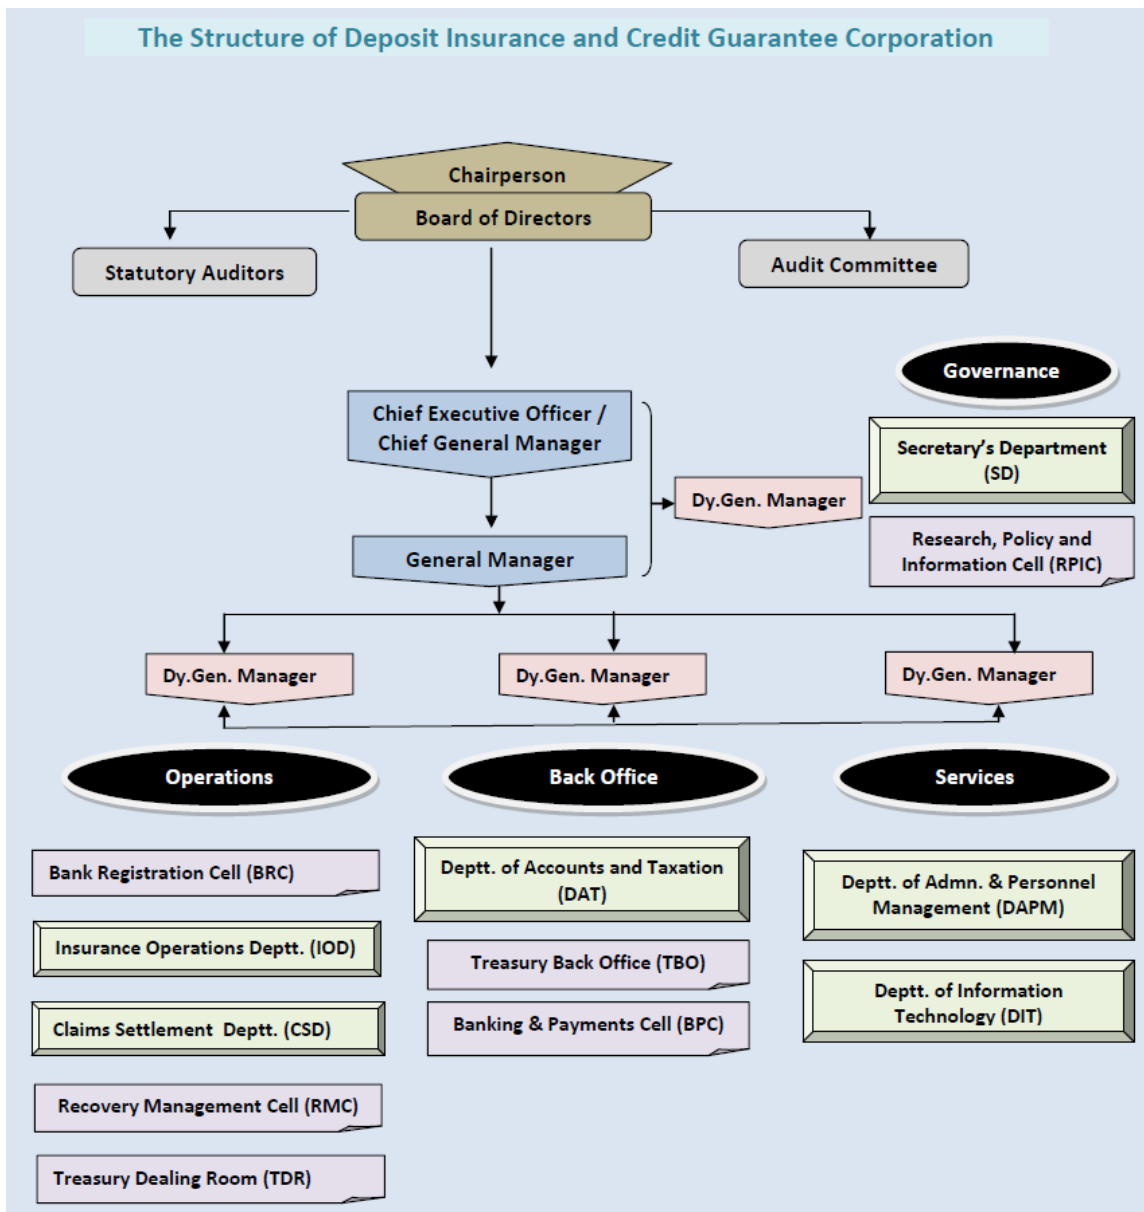 The Structure of Deposit Insurance and Credit Guarantee Corporation
Chairperson
Board of Directors
Statutory Auditors
Audit Committee
Governance
Chief Executive Officer /
Chief General Manager
Secretary’s Department
(SD)
Dy.Gen. Manager
Research, Policy and
Information Cell (RPIC)
General Manager
Dy.Gen. Manager
Dy.Gen. Manager
Dy.Gen. Manager
Operations
Back Office
Services
Bank Registration Cell (BRC)
Insurance Operations Deptt. (IOD)
Claims Settlement  Deptt. (CSD)
Recovery Management Cell (RMC)
Treasury Dealing Room (TDR)
Deptt. of Accounts and Taxation
(DAT)
Treasury Back Office (TBO)
Banking & Payments Cell (BPC)
Deptt. of Admn. & Personnel
Management (DAPM)
Deptt. of Information
Technology (DIT)